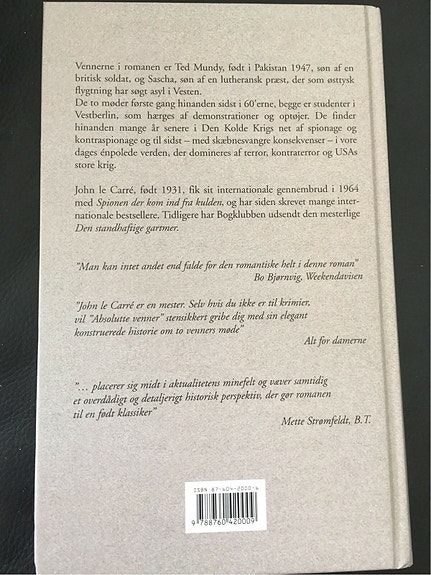 Vennerne i romanen er Ted Mundy, født i Pakistan 1947, søn af en
britisk soldat, og Sascha, søn af en lutheransk præst, der som østtysk
flygtning har søgt asyl i Vesten.
De to møder første gang hinanden sidst i 60'erne, begge er studenter i
Vestberlin, som hærges af demonstrationer og optøjer. De finder
hinanden mange år senere i Den Kolde Krigs net af spionage og
kontraspionage og til sidst – med skæbnesvangre konsekvenser – i vore
dages énpolede verden, der domineres af terror, kontraterror og USAs
store krig.
John le Carré, født 1931, fik sit internationale gennembrud i 1964
med Spionen der kom ind fra kulden, og har siden skrevet mange inter-
nationale bestsellere. Tidligere har Bogklubben udsendt den mesterlige
Den standhaftige gartner.
"Man kan intet andet end falde for den romantiske helt i denne roman"
Bo Bjørnvig, Weekendavisen
"John le Carré er en mester. Selv hvis du ikke er til krimier,
vil "Absolutte venner" stensikkert gribe dig med sin elegant
konstruerede historie om to venners møde"
Alt for damerne
"... placerer sig midt i aktualitetens minefelt og væver samtidig
et overdådigt og detaljerigt historisk perspektiv, der gør romanen
til en født klassiker"
Mette Strømfeldt, B.T.
ISBN 87-604-2000-6
9 788760 420009